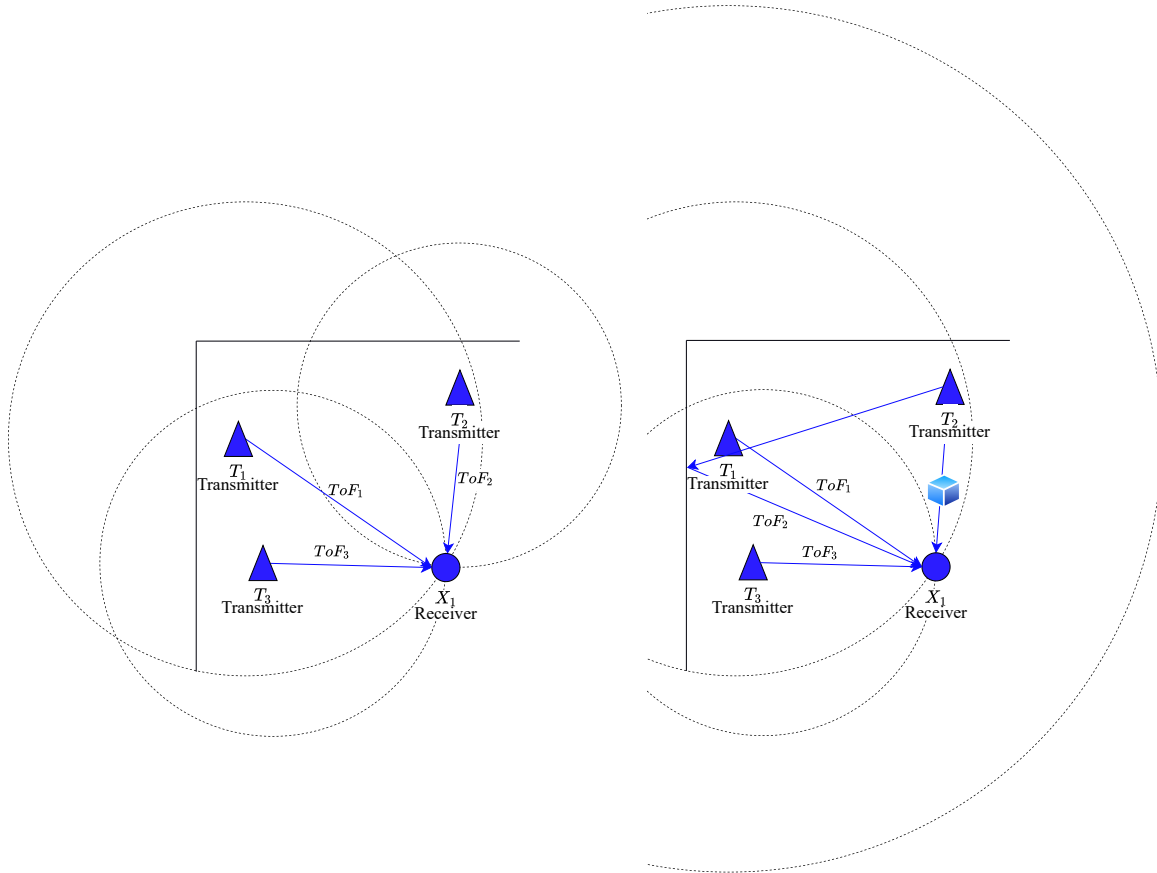 T₂
Transmitter
T₁
Transmitter
ToF₂
ToF₁
ToF₃
T₃
Transmitter
X₁
Receiver
T₂
Transmitter
T₁
Transmitter
ToF₁
ToF₂
ToF₃
T₃
Transmitter
X₁
Receiver